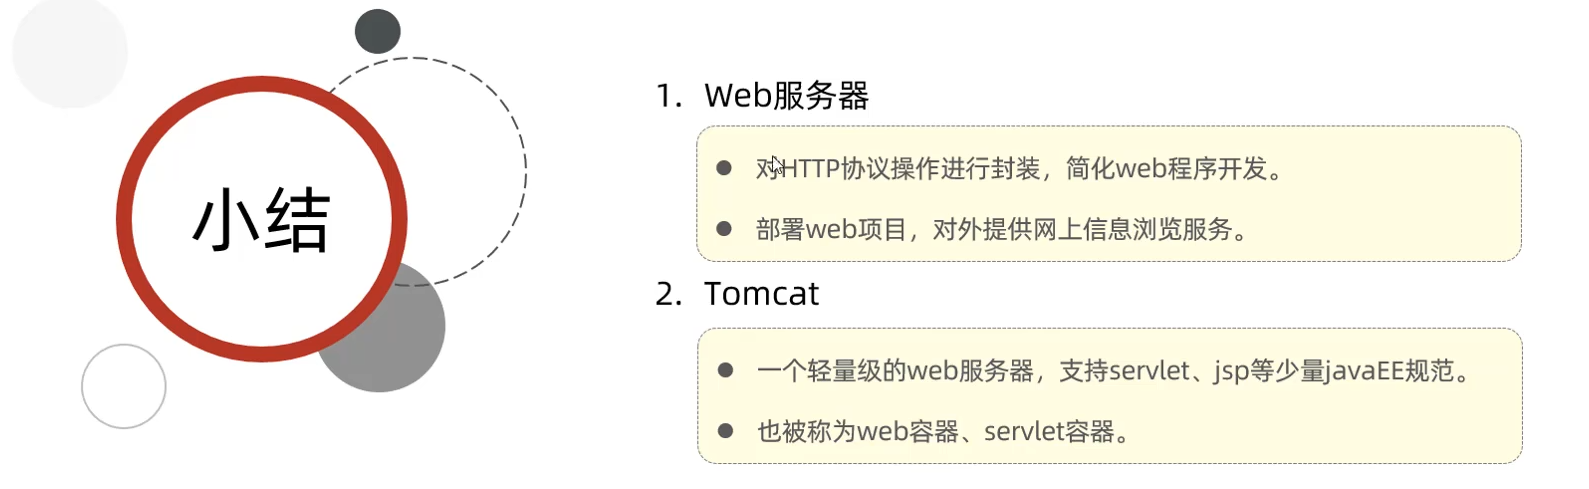 小结
1. Web服务器
● 对HTTP协议操作进行封装，简化web程序开发。
● 部署web项目，对外提供网上信息浏览服务。
2. Tomcat
● 一个轻量级的web服务器，支持servlet、jsp等少量javaEE规范。
● 也被称为web容器、servlet容器。